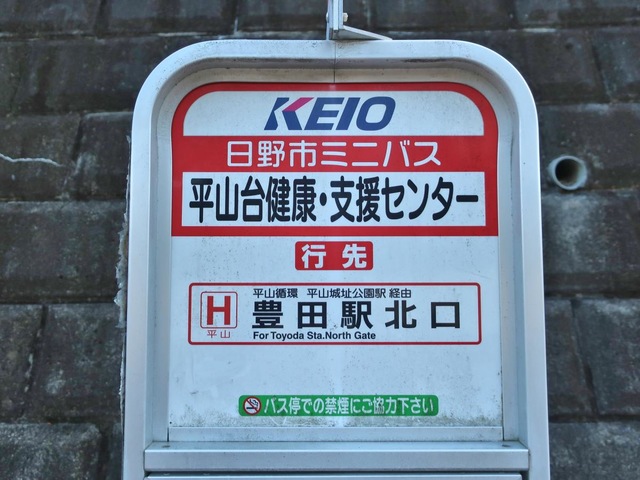 KEIO
日野市ミニバス
平山台健康・支援センター
行先
平山循環 平山城址公園駅 経由
H 豊田駅北口
平山 For Toyoda Sta.North Gate
バス停での禁煙にご協力下さい